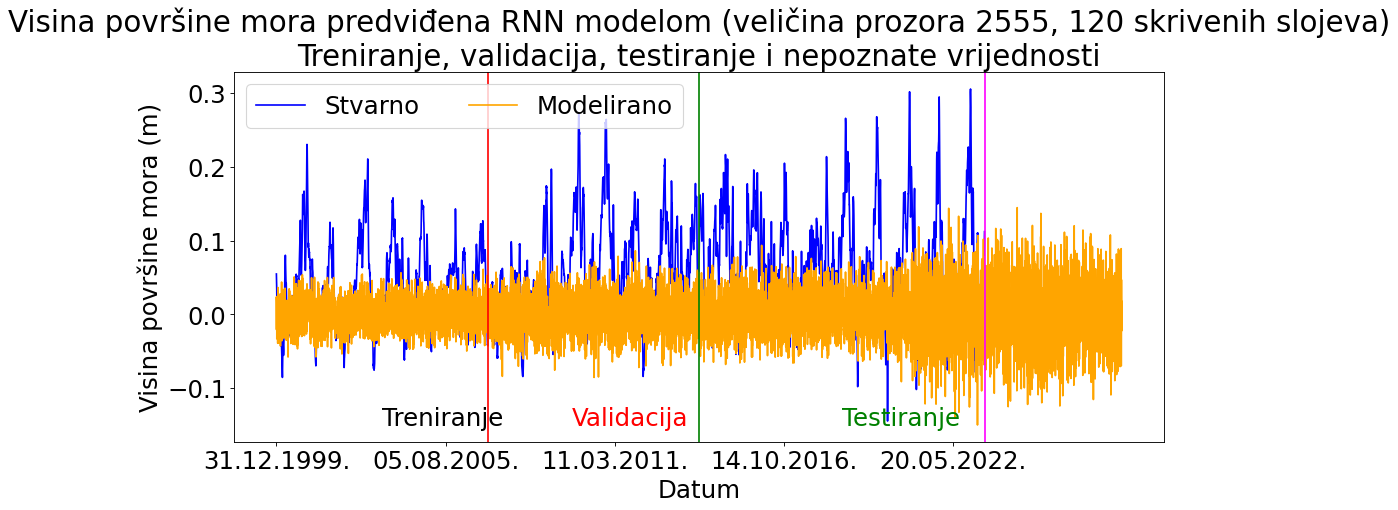 Visina površine mora predviđena RNN modelom (veličina prozora 2555, 120 skrivenih slojeva)
Treniranje, validacija, testiranje i nepoznate vrijednosti
Stvarno Modelirano
Visina površine mora (m)
0.3
0.2
0.1
0.0
−0.1
Treniranje Validacija Testiranje
31.12.1999. 05.08.2005. 11.03.2011. 14.10.2016. 20.05.2022.
Datum